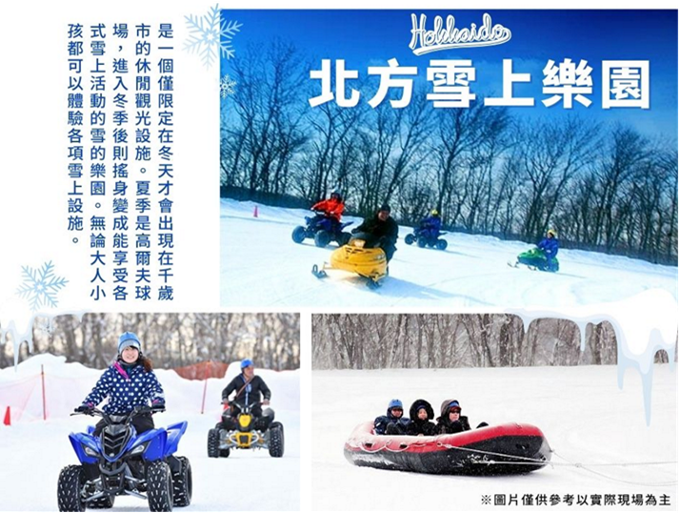 Hokkaido
北方雪上樂園
是一個僅限定在冬天才會出現在千歲
市的休閒觀光設施。夏季是高爾夫球
場，進入冬季後則搖身變成能享受各
式雪上活動的雪的樂園。無論大人小
孩都可以體驗各項雪上設施。
※圖片僅供參考以實際現場為主